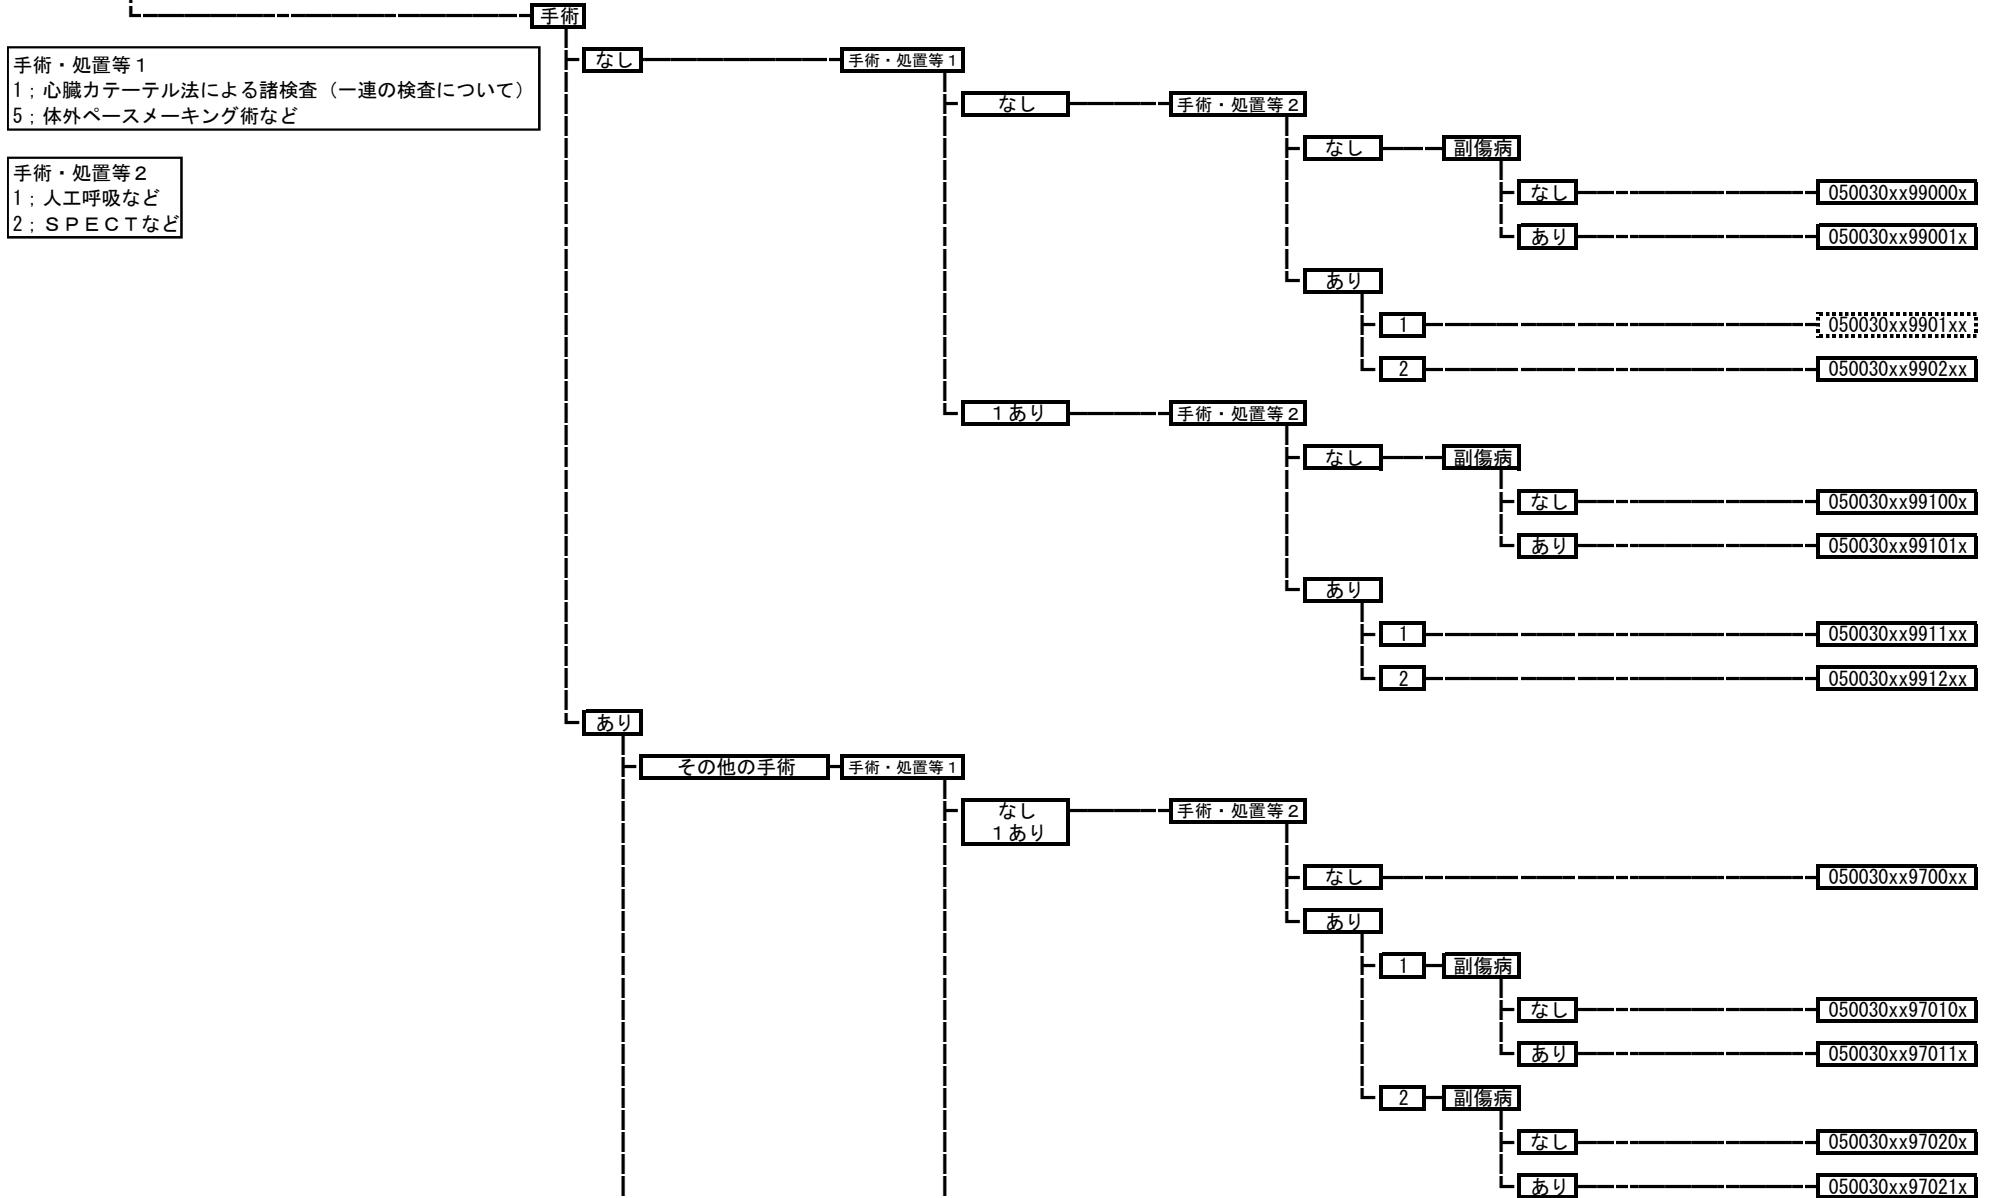 手術
なし
手術・処置等１
手術・処置等１
1；心臓カテーテル法による諸検査（一連の検査について）
5；体外ペースメーキング術など
なし
手術・処置等２
なし
副傷病
手術・処置等２
1；人工呼吸など
2；ＳＰＥＣＴなど
なし
050030xx99000x
あり
050030xx99001x
あり
1
050030xx9901xx
2
050030xx9902xx
１あり
手術・処置等２
なし
副傷病
なし
050030xx99100x
あり
050030xx99101x
あり
1
050030xx9911xx
2
050030xx9912xx
あり
その他の手術
手術・処置等１
なし
１あり
手術・処置等２
なし
050030xx9700xx
あり
1
副傷病
なし
050030xx97010x
あり
050030xx97011x
2
副傷病
なし
050030xx97020x
あり
050030xx97021x